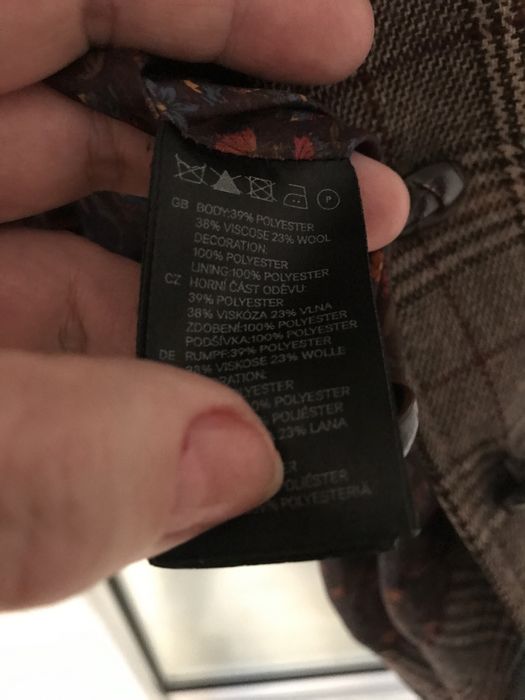 P
GB BODY:39% POLYESTER
38% VISCOSE 23% WOOL
DECORATION:
100% POLYESTER
LINING:100% POLYESTER
CZ HORNÍ ČÁST ODĚVU:
39% POLYESTER
38% VISKÓZA 23% VLNA
ZDOBENÍ:100% POLYESTER
PODŠÍVKA:100% POLYESTER
DE RUMPF:39% POLYESTER
VISCOSE 23% WOLLE
POLYESTER
POLYESTER
POLIÉSTER
23% LANA
POLIÉSTER